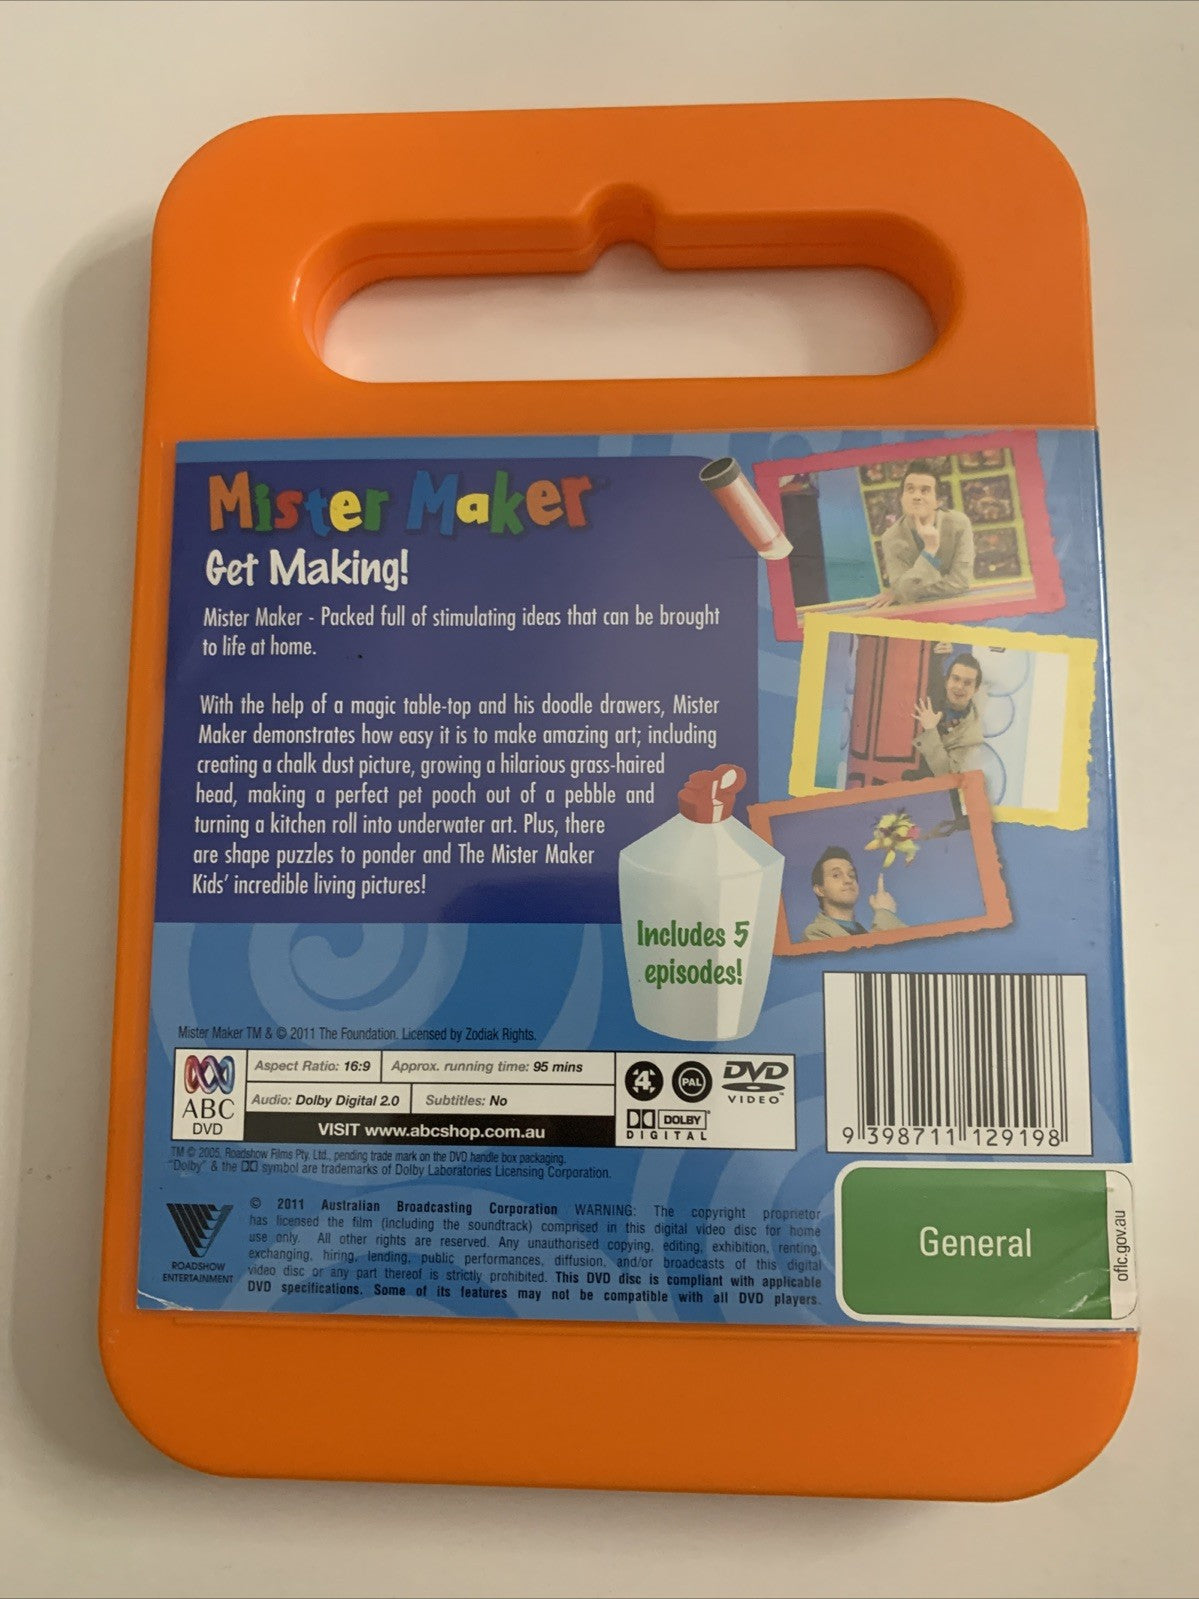 Mister Maker
Get Making!
Mister Maker - Packed full of stimulating ideas that can be brought
to life at home.
With the help of a magic table-top and his doodle drawers, Mister
Maker demonstrates how easy it is to make amazing art; including
creating a chalk dust picture, growing a hilarious grass-haired
head, making a perfect pet pooch out of a pebble and
turning a kitchen roll into underwater art. Plus, there
are shape puzzles to ponder and The Mister Maker
Kids' incredible living pictures!
Includes 5
episodes!
Mister Maker TM & © 2011 The Foundation. Licensed by Zodiak Rights.
ABC
DVD
Aspect Ratio: 16:9
Approx. running time: 95 mins
Audio: Dolby Digital 2.0
Subtitles: No
VISIT www.abcshop.com.au
4
PAL
DVD
VIDEO™
DOLBY
DIGITAL
9 398711 129198
TM © 2005, Roadshow Films Pty. Ltd., pending trade mark on the DVD handle box packaging.
"Dolby" & the DD symbol are trademarks of Dolby Laboratories Licensing Corporation.
ROADSHOW
ENTERTAINMENT
© 2011 Australian Broadcasting Corporation WARNING: The copyright proprietor
has licensed the film (including the soundtrack) comprised in this digital video disc for home
use only. All other rights are reserved. Any unauthorised copying, editing, exhibition, renting,
exchanging, hiring, lending, public performances, diffusion, and/or broadcasts of this digital
video disc or any part thereof is strictly prohibited. This DVD disc is compliant with applicable
DVD specifications. Some of its features may not be compatible with all DVD players.
General
oflc.gov.au